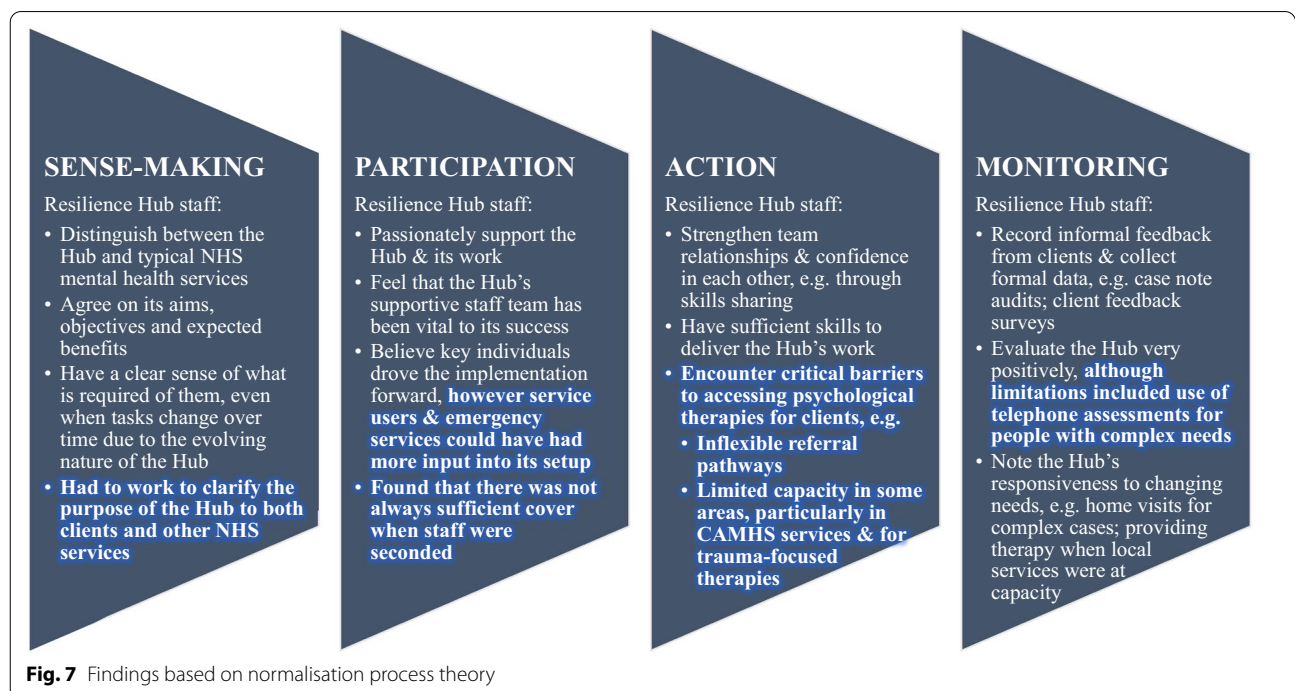 SENSE-MAKING
Resilience Hub staff:
• Distinguish between the
Hub and typical NHS
mental health services
• Agree on its aims,
objectives and expected
benefits
• Have a clear sense of what
is required of them, even
when tasks change over
time due to the evolving
nature of the Hub
• Had to work to clarify the
purpose of the Hub to both
clients and other NHS
services
PARTICIPATION
Resilience Hub staff:
• Passionately support the
Hub & its work
• Feel that the Hub's
supportive staff team has
been vital to its success
• Believe key individuals
drove the implementation
forward, however service
users & emergency
services could have had
more input into its setup
• Found that there was not
always sufficient cover
when staff were
seconded
ACTION
Resilience Hub staff:
• Strengthen team
relationships & confidence
in each other, e.g. through
skills sharing
• Have sufficient skills to
deliver the Hub's work
• Encounter critical barriers
to accessing psychological
therapies for clients, e.g.
• Inflexible referral
pathways
• Limited capacity in some
areas, particularly in
CAMHS services & for
trauma-focused
therapies
MONITORING
Resilience Hub staff:
• Record informal feedback
from clients & collect
formal data, e.g. case note
audits; client feedback
surveys
• Evaluate the Hub very
positively, although
limitations included use of
telephone assessments for
people with complex needs
• Note the Hub's
responsiveness to changing
needs, e.g. home visits for
complex cases; providing
therapy when local
services were at
capacity
Fig. 7 Findings based on normalisation process theory